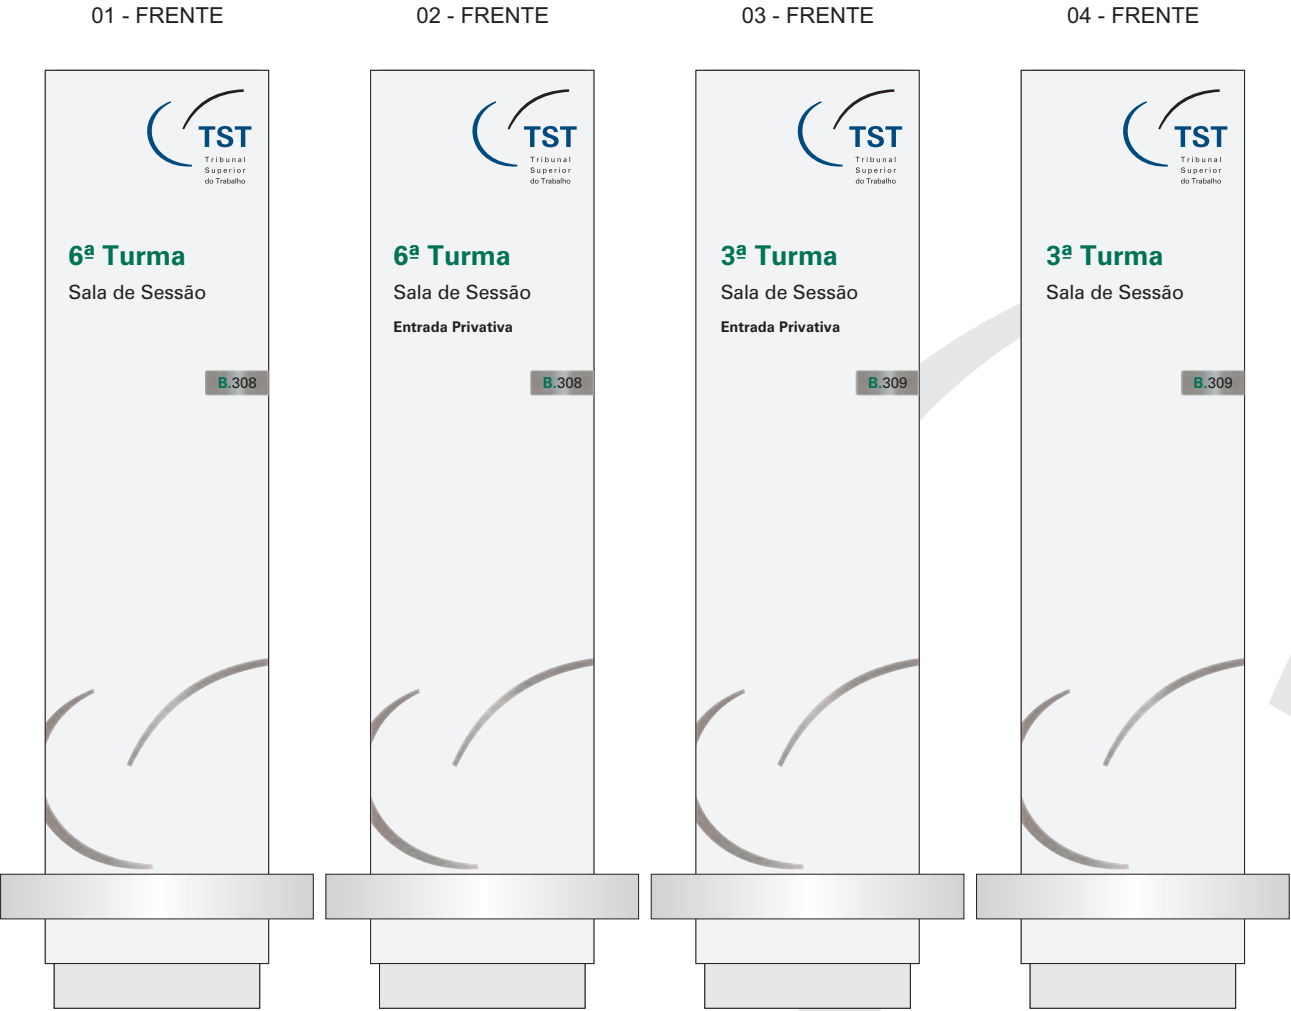 01 - FRENTE
02 - FRENTE
03 - FRENTE
04 - FRENTE
TST
Tribunal
Superior
do Trabalho
6ª Turma
Sala de Sessão
B.308
TST
Tribunal
Superior
do Trabalho
6ª Turma
Sala de Sessão
Entrada Privativa
B.308
TST
Tribunal
Superior
do Trabalho
3ª Turma
Sala de Sessão
Entrada Privativa
B.309
TST
Tribunal
Superior
do Trabalho
3ª Turma
Sala de Sessão
B.309